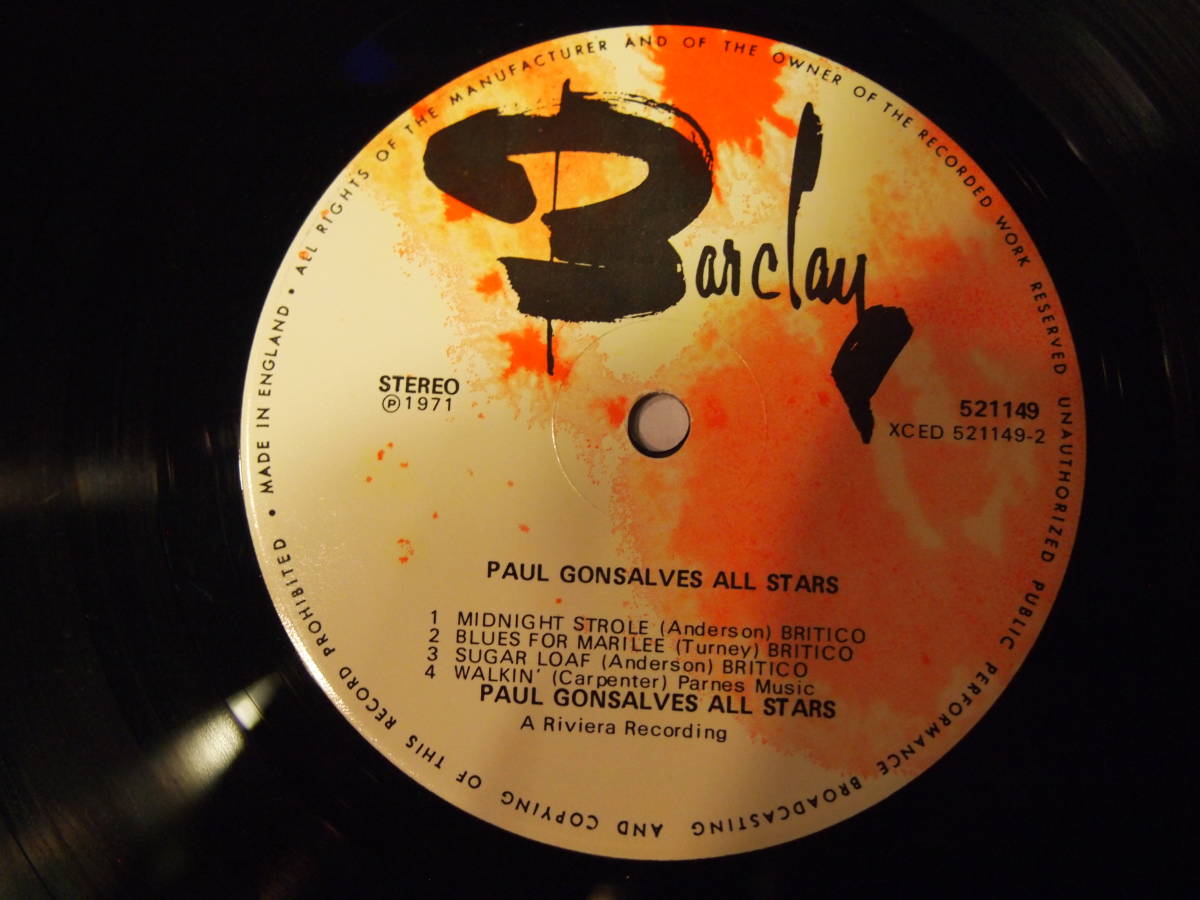 ALL RIGHTS OF THE MANUFACTURER AND OF THE OWNER OF THE RECORDED WORK RESERVED UNAUTHORIZED PUBLIC PERFORMANCE BROADCASTING AND COPYING OF THIS RECORD PROHIBITED • MADE IN ENGLAND •
Barclay
STEREO
℗ 1971
521149
XCED 521149-2
PAUL GONSALVES ALL STARS
1 MIDNIGHT STROLE (Anderson) BRITICO
2 BLUES FOR MARILEE (Turney) BRITICO
3 SUGAR LOAF (Anderson) BRITICO
4 WALKIN' (Carpenter) Parnes Music
PAUL GONSALVES ALL STARS
A Riviera Recording